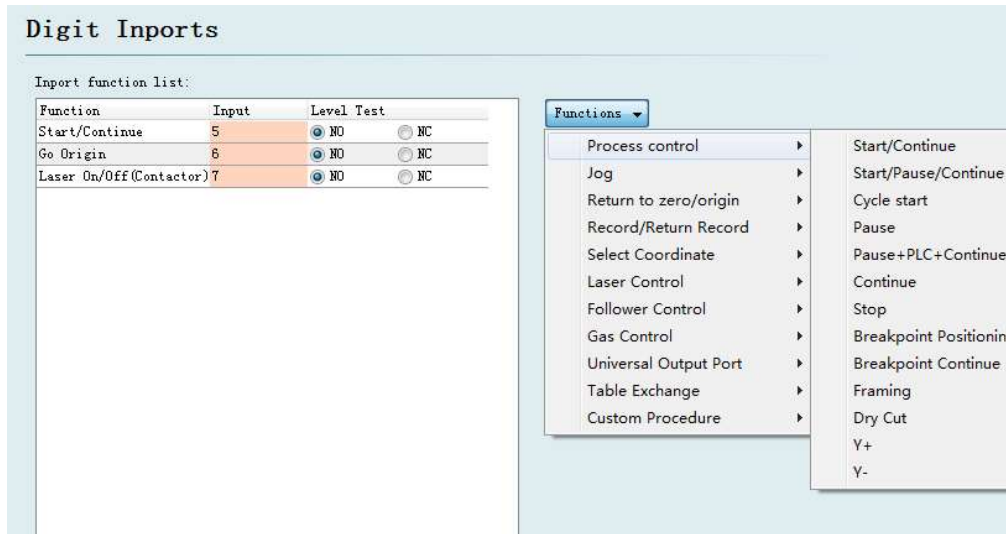 Digit Inports
Inport function list:
Function Input Level Test
Start/Continue 5 NO NC
Go Origin 6 NO NC
Laser On/Off(Contactor) 7 NO NC
Functions
Process control
Jog
Return to zero/origin
Record/Return Record
Select Coordinate
Laser Control
Follower Control
Gas Control
Universal Output Port
Table Exchange
Custom Procedure
Start/Continue
Start/Pause/Continue
Cycle start
Pause
Pause+PLC+Continue
Continue
Stop
Breakpoint Positionin
Breakpoint Continue
Framing
Dry Cut
Y+
Y-